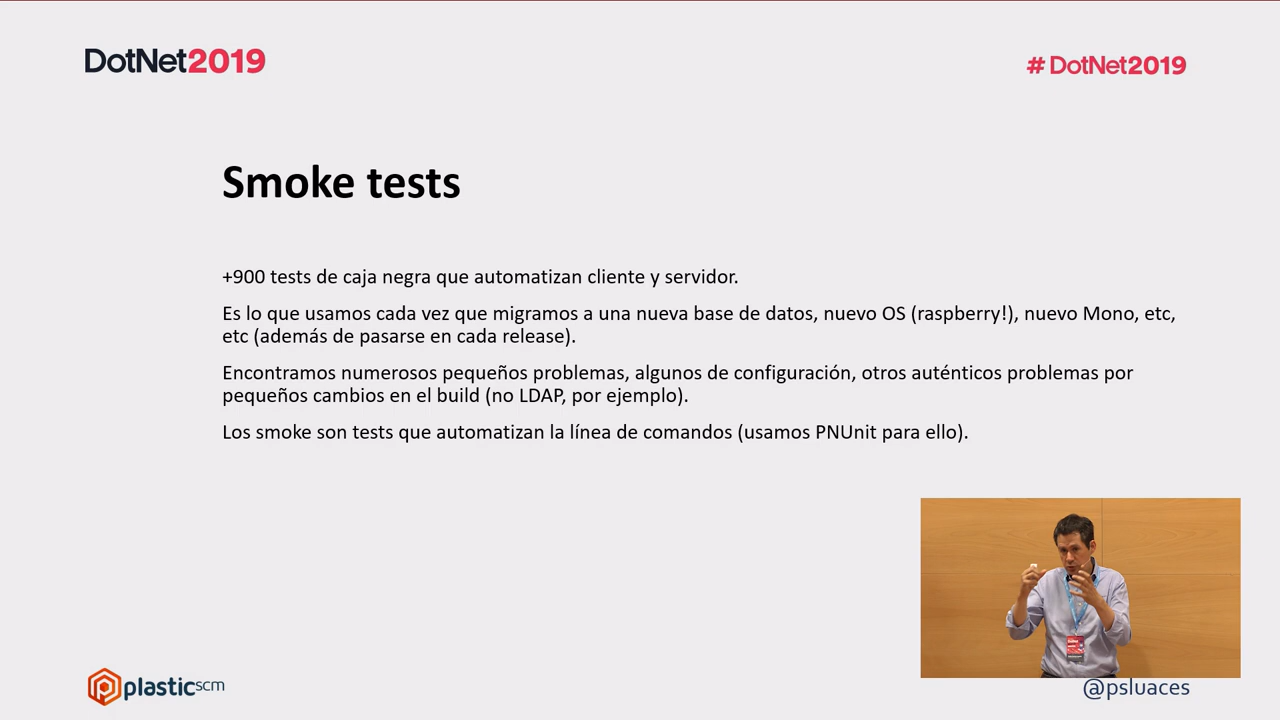 DotNet2019
# DotNet2019
Smoke tests
+900 tests de caja negra que automatizan cliente y servidor.
Es lo que usamos cada vez que migramos a una nueva base de datos, nuevo OS (raspberry!), nuevo Mono, etc,
etc (además de pasarse en cada release).
Encontramos numerosos pequeños problemas, algunos de configuración, otros auténticos problemas por
pequeños cambios en el build (no LDAP, por ejemplo).
Los smoke son tests que automatizan la línea de comandos (usamos PNUnit para ello).
plasticscm
@psluaces